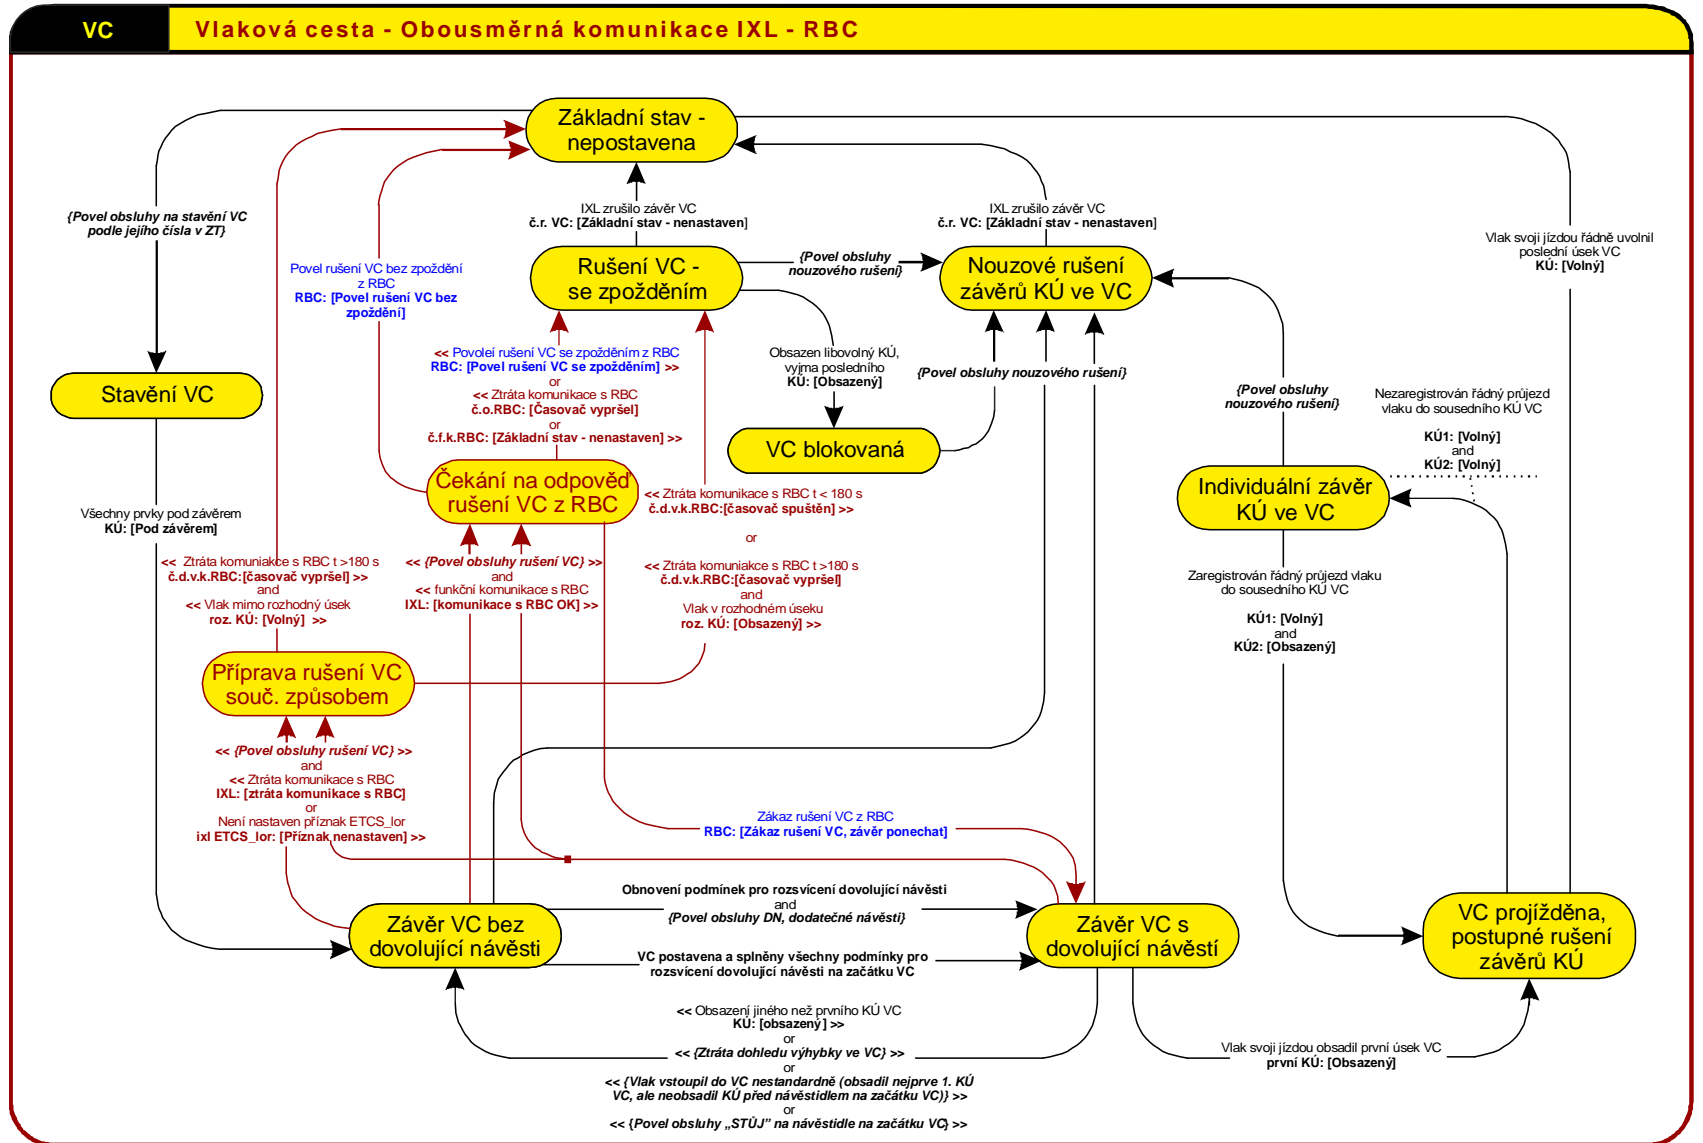 VC
Vlaková cesta - Obousměrná komunikace IXL - RBC
Základní stav -
nepostavena
{Povel obsluhy na stavění VC
podle jejího čísla v ZT}
IXL zrušilo závěr VC
č.r. VC: [Základní stav - nenastaven]
IXL zrušilo závěr VC
č.r. VC: [Základní stav - nenastaven]
Vlak svoji jízdou řádně uvolnil
poslední úsek VC
KÚ: [Volný]
Povel rušení VC bez zpoždění
z RBC
RBC: [Povel rušení VC bez
zpoždění]
Rušení VC -
se zpožděním
{Povel obsluhy
nouzového rušení}
Nouzové rušení
závěrů KÚ ve VC
<< Povoleí rušení VC se zpožděním z RBC
RBC: [Povel rušení VC se zpožděním] >>
or
<< Ztráta komunikace s RBC
č.o.RBC: [Časovač vypršel]
or
č.f.k.RBC: [Základní stav - nenastaven] >>
Obsazen libovolný KÚ,
vyjma posledního
KÚ: [Obsazený]
{Povel obsluhy nouzového rušení}
{Povel obsluhy
nouzového rušení}
Nezaregistrován řádný průjezd
vlaku do sousedního KÚ VC
KÚ1: [Volný]
and
KÚ2: [Volný]
Stavění VC
VC blokovaná
Čekání na odpověď
rušení VC z RBC
Individuální závěr
KÚ ve VC
<< Ztráta komunikace s RBC t < 180 s
č.d.v.k.RBC:[časovač spuštěn] >>
or
<< Ztráta komuniakce s RBC t >180 s
č.d.v.k.RBC:[časovač vypršel]
and
Vlak v rozhodném úseku
roz. KÚ: [Obsazený] >>
Všechny prvky pod závěrem
KÚ: [Pod závěrem]
<< Ztráta komuniakce s RBC t >180 s
č.d.v.k.RBC:[časovač vypršel] >>
and
<< Vlak mimo rozhodný úsek
roz. KÚ: [Volný] >>
<< {Povel obsluhy rušení VC} >>
and
<< funkční komunikace s RBC
IXL: [komunikace s RBC OK] >>
Zaregistrován řádný průjezd vlaku
do sousedního KÚ VC
KÚ1: [Volný]
and
KÚ2: [Obsazený]
Příprava rušení VC
souč. způsobem
<< {Povel obsluhy rušení VC} >>
and
<< Ztráta komunikace s RBC
IXL: [ztráta komunikace s RBC]
or
Není nastaven příznak ETCS_lor
ixl ETCS_lor: [Příznak nenastaven] >>
Zákaz rušení VC z RBC
RBC: [Zákaz rušení VC, závěr ponechat]
Závěr VC bez
dovolující návěsti
Obnovení podmínek pro rozsvícení dovolující návěsti
and
{Povel obsluhy DN, dodatečné návěsti}
VC postavena a splněny všechny podmínky pro
rozsvícení dovolující návěsti na začátku VC
Závěr VC s
dovolující návěstí
VC projížděna,
postupné rušení
závěrů KÚ
<< Obsazení jiného než prvního KÚ VC
KÚ: [obsazený] >>
or
<< {Ztráta dohledu výhybky ve VC} >>
or
<< {Vlak vstoupil do VC nestandardně (obsadil nejprve 1. KÚ
VC, ale neobsadil KÚ před návěstidlem na začátku VC)} >>
or
<< {Povel obsluhy „STŮJ” na návěstidle na začátku VC} >>
Vlak svoji jízdou obsadil první úsek VC
první KÚ: [Obsazený]